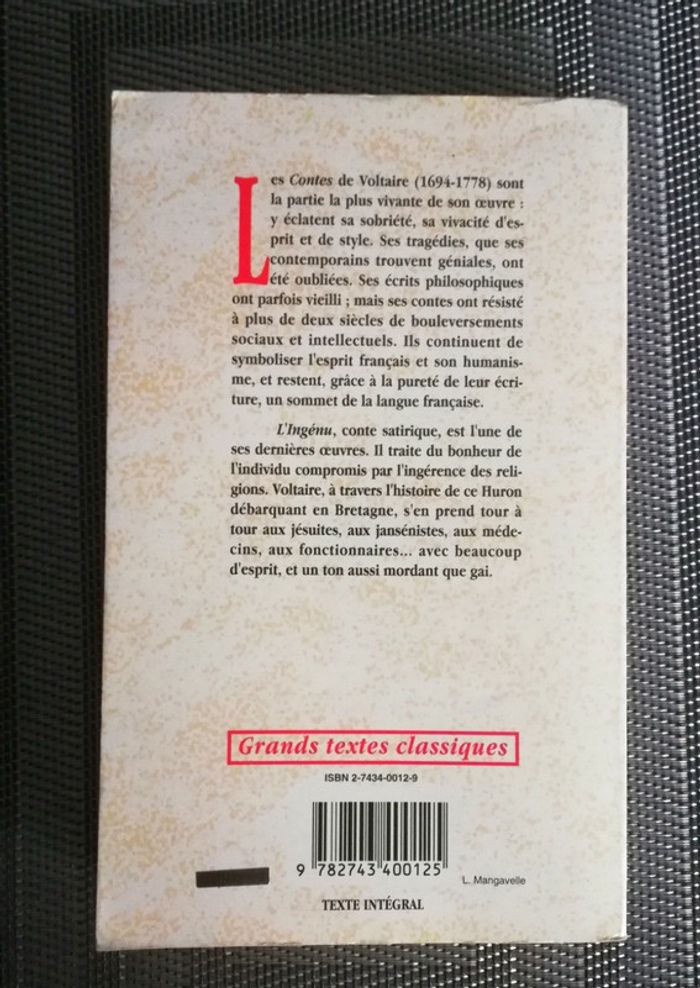 Les Contes de Voltaire (1694-1778) sont
la partie la plus vivante de son œuvre :
y éclatent sa sobriété, sa vivacité d'es-
prit et de style. Ses tragédies, que ses
contemporains trouvent géniales, ont
été oubliées. Ses écrits philosophiques
ont parfois vieilli ; mais ses contes ont résisté
à plus de deux siècles de bouleversements
sociaux et intellectuels. Ils continuent de
symboliser l'esprit français et son humanis-
me, et restent, grâce à la pureté de leur écri-
ture, un sommet de la langue française.
L'Ingénu, conte satirique, est l'une de
ses dernières œuvres. Il traite du bonheur de
l'individu compromis par l'ingérence des reli-
gions. Voltaire, à travers l'histoire de ce Huron
débarquant en Bretagne, s'en prend tour à
tour aux jésuites, aux jansénistes, aux méde-
cins, aux fonctionnaires... avec beaucoup
d'esprit, et un ton aussi mordant que gai.
Grands textes classiques
ISBN 2-7434-0012-9
9 782743 400125
L. Mangavelle
TEXTE INTÉGRAL